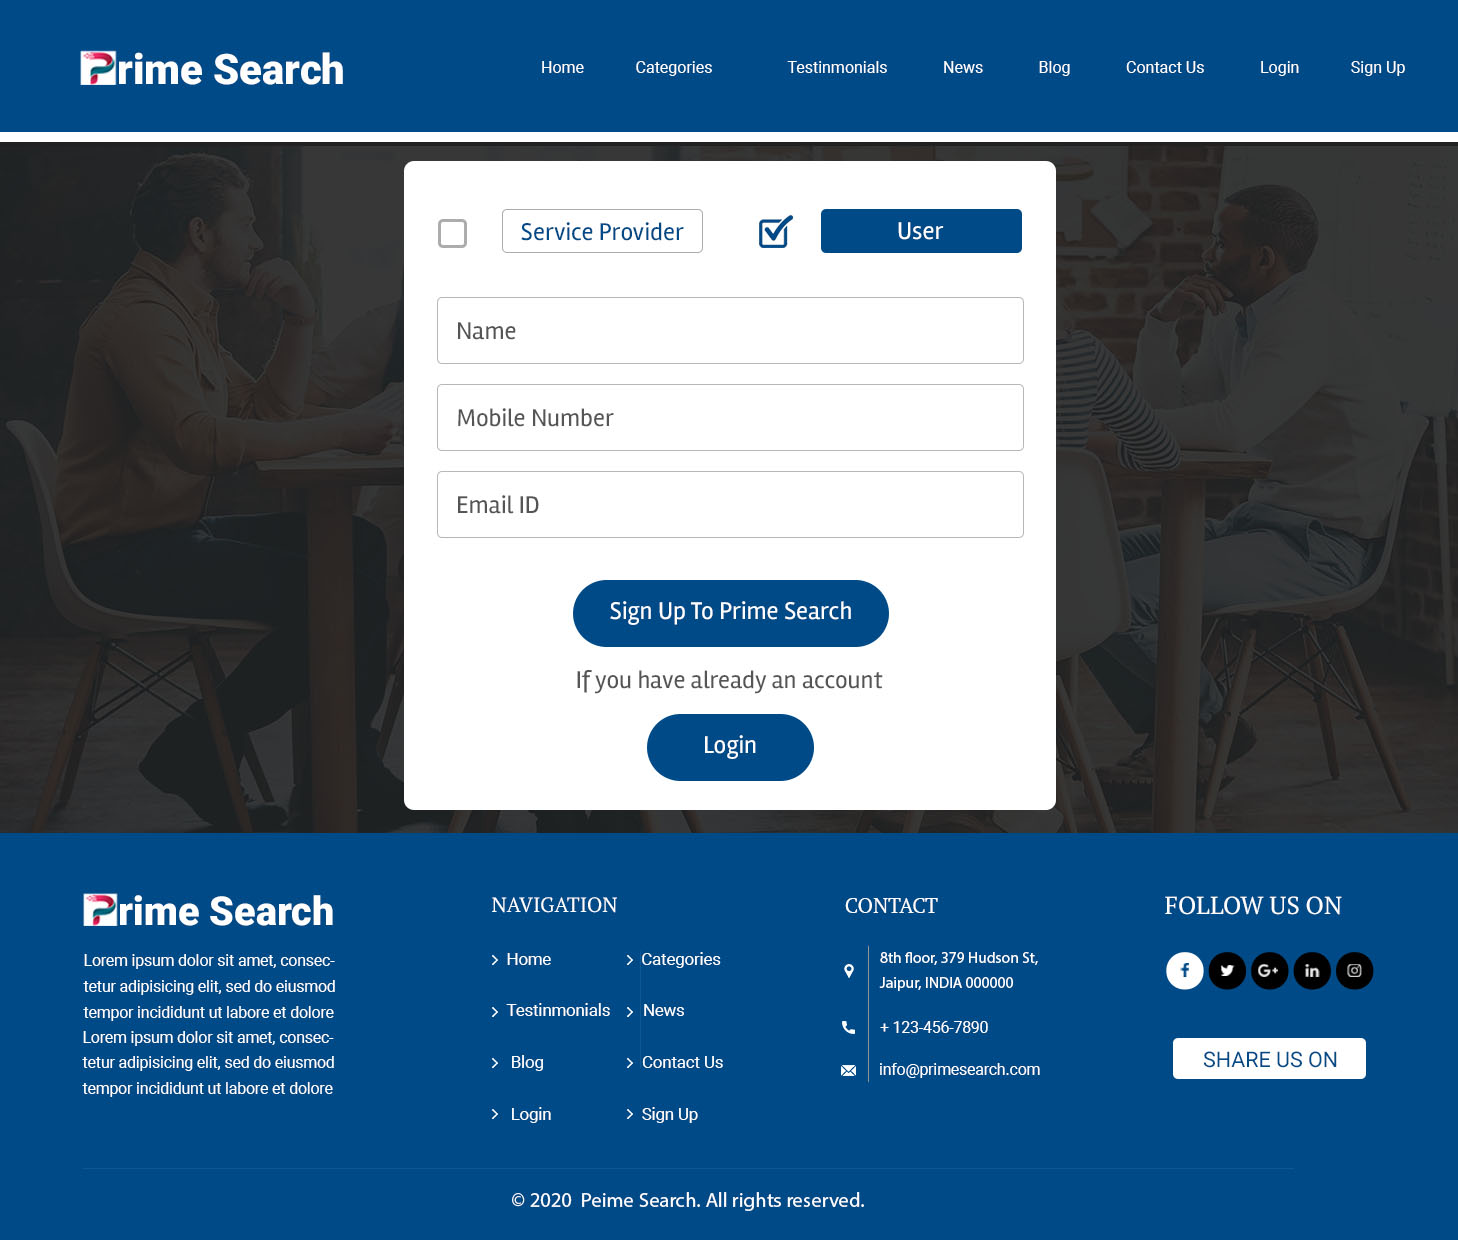 Prime Search
Home Categories Testinmonials News Blog Contact Us Login Sign Up
Service Provider User
Name
Mobile Number
Email ID
Sign Up To Prime Search
If you have already an account
Login
Prime Search
Lorem ipsum dolor sit amet, consec-
tetur adipisicing elit, sed do eiusmod
tempor incididunt ut labore et dolore
Lorem ipsum dolor sit amet, consec-
tetur adipisicing elit, sed do eiusmod
tempor incididunt ut labore et dolore
NAVIGATION
Home Categories
Testinmonials News
Blog Contact Us
Login Sign Up
CONTACT
8th floor, 379 Hudson St,
Jaipur, INDIA 000000
+ 123-456-7890
info@primesearch.com
FOLLOW US ON
SHARE US ON
© 2020 Peime Search. All rights reserved.